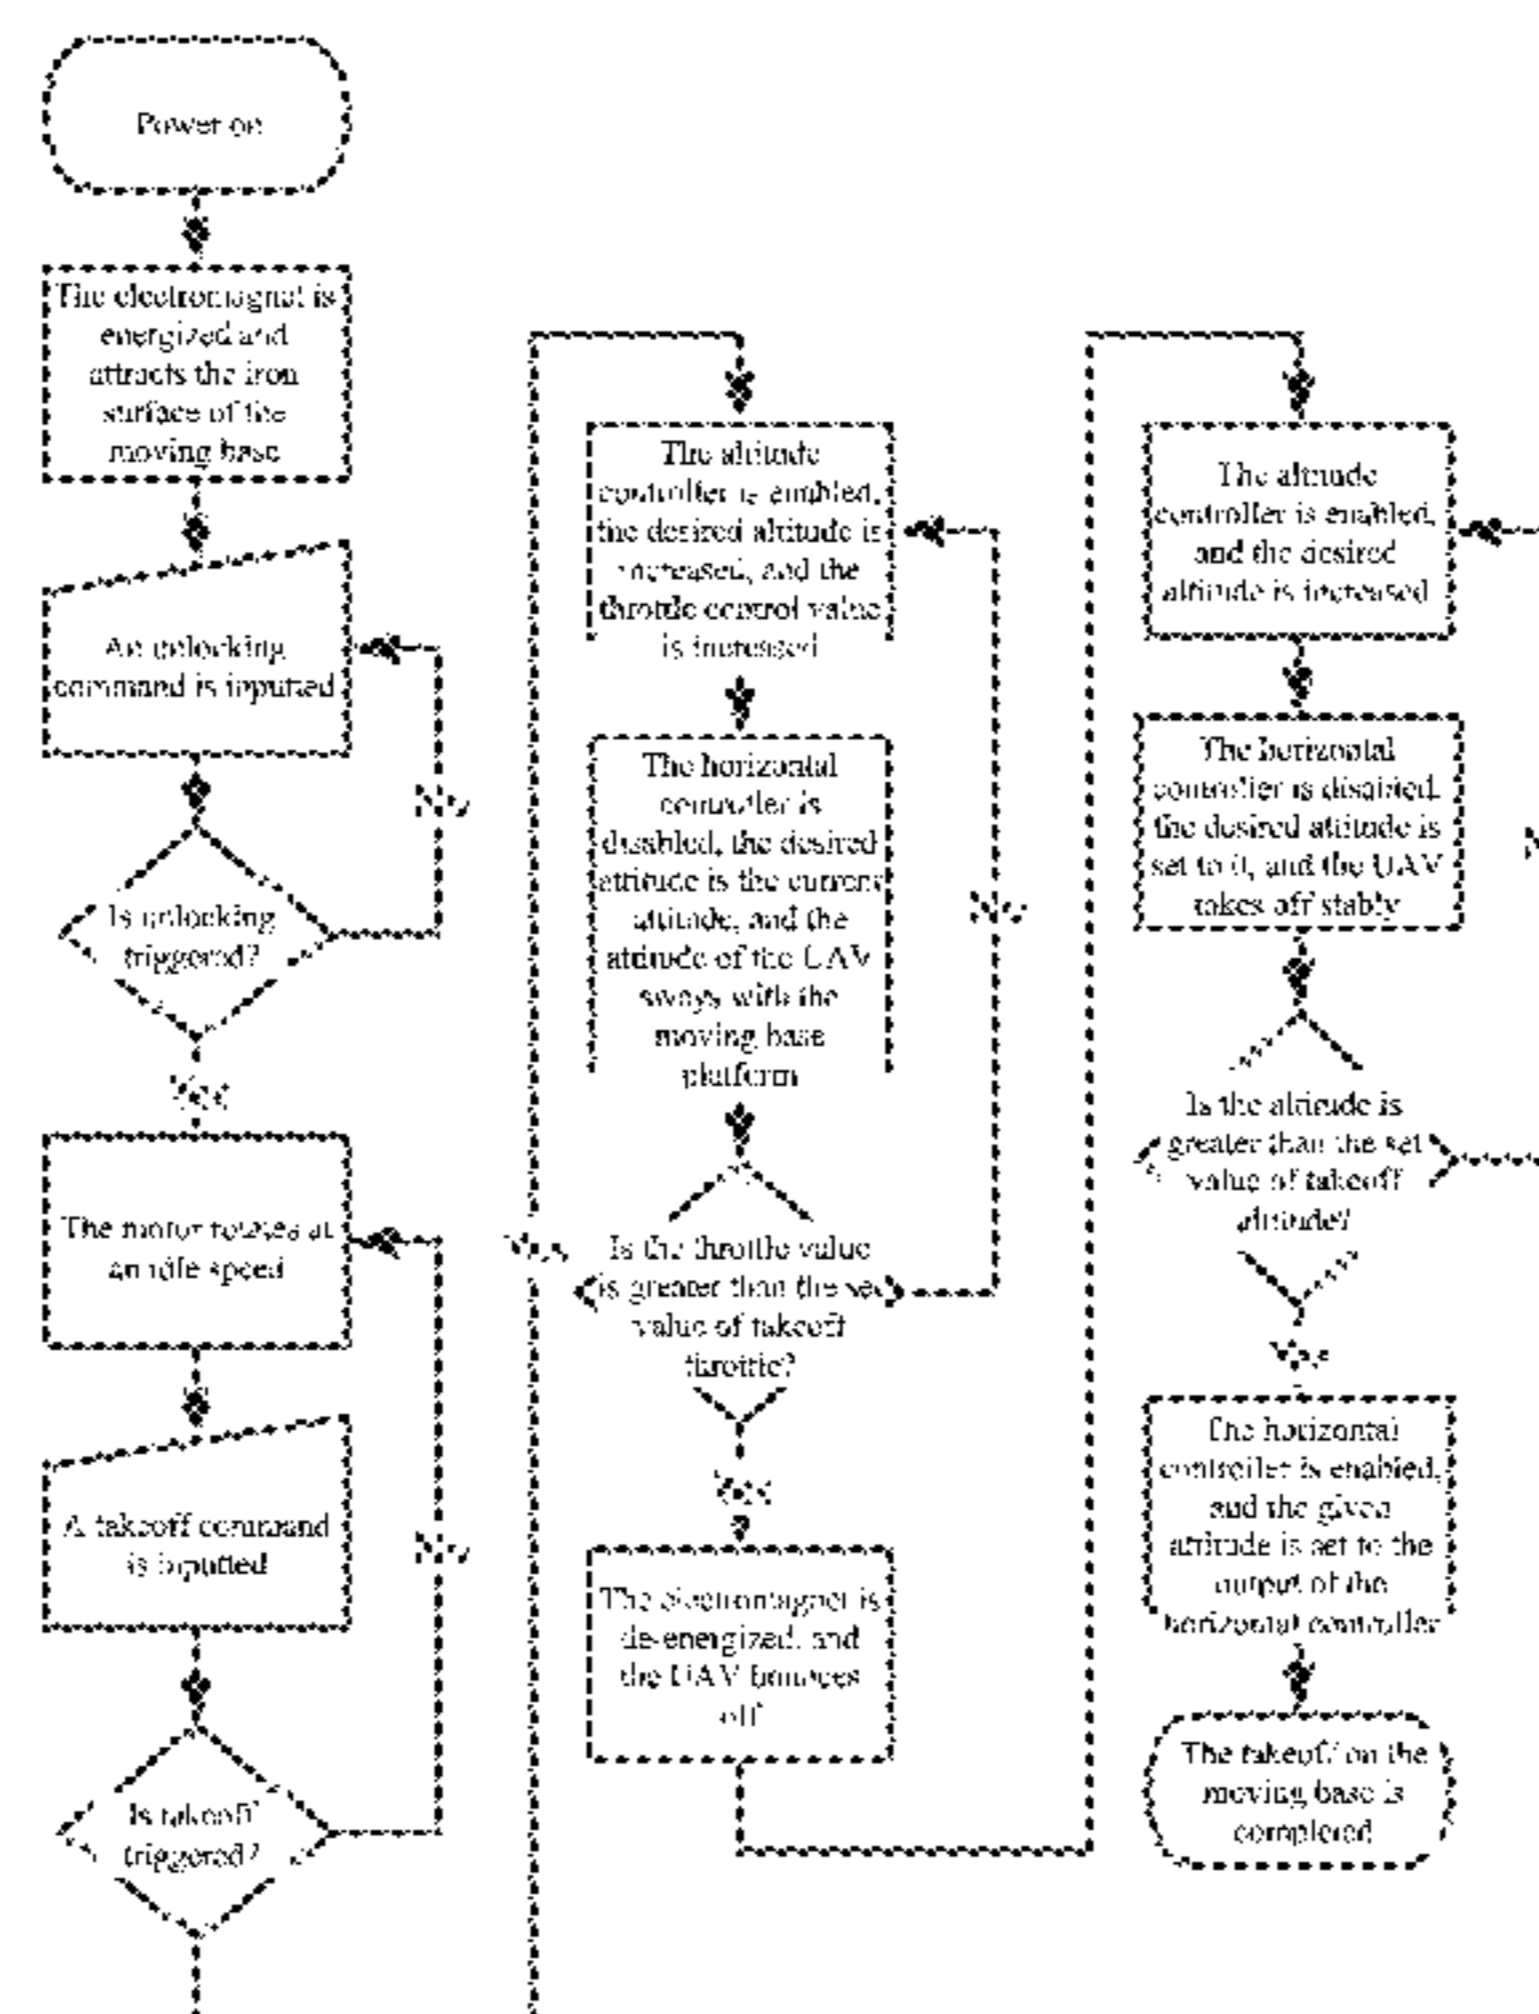 Power on
The electromagnet is
energized and
attracts the iron
surface of the
moving base
An unlocking
command is inputted
No
Is unlocking
triggered?
Yes
The motor rotates at
an idle speed
A takeoff command
is inputted
No
Is takeoff
triggered?
Yes
The altitude
controller is enabled,
the desired altitude is
increased, and the
throttle control value
is increased
The horizontal
controller is
disabled, the desired
attitude is the current
attitude, and the
attitude of the UAV
sways with the
moving base
platform
No
Is the throttle value
is greater than the set
value of takeoff
throttle?
Yes
The electromagnet is
de-energized, and
the UAV bounces
off
The altitude
controller is enabled,
and the desired
altitude is increased
The horizontal
controller is disabled,
the desired attitude is
set to 0, and the UAV
takes off stably
Is the altitude is
greater than the set
value of takeoff
altitude?
Yes
The horizontal
controller is enabled,
and the given
attitude is set to the
output of the
horizontal controller
The takeoff on the
moving base is
completed